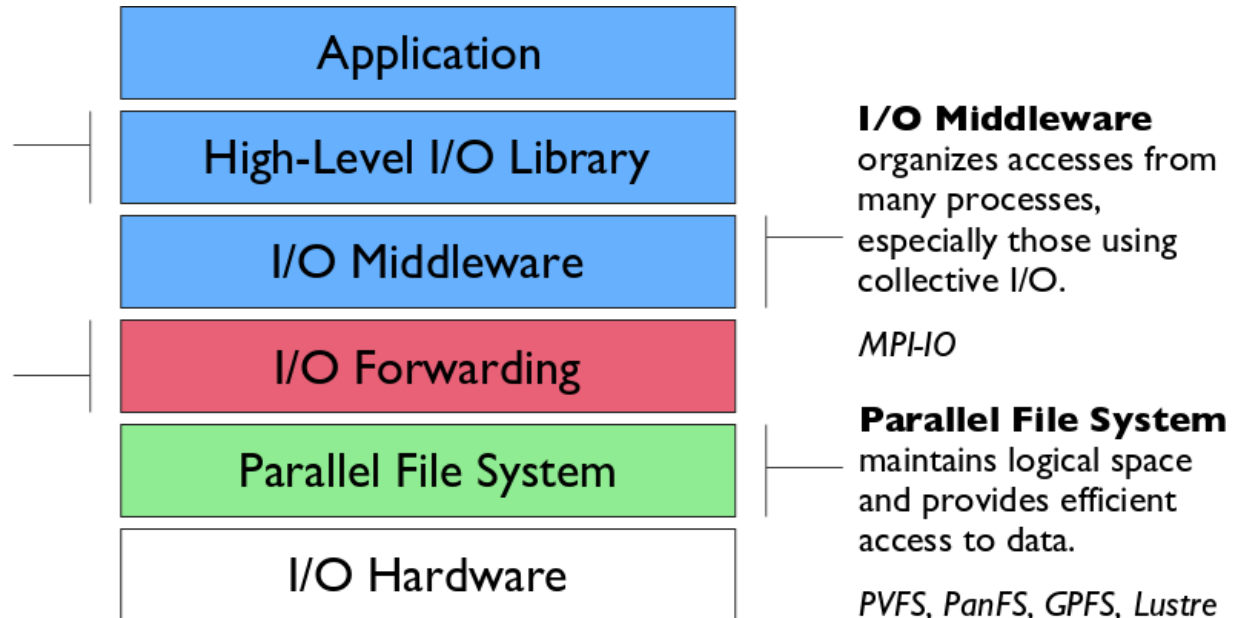 Application
High-Level I/O Library
I/O Middleware
I/O Forwarding
Parallel File System
I/O Hardware
I/O Middleware
organizes accesses from
many processes,
especially those using
collective I/O.
MPI-IO
Parallel File System
maintains logical space
and provides efficient
access to data.
PVFS, PanFS, GPFS, Lustre